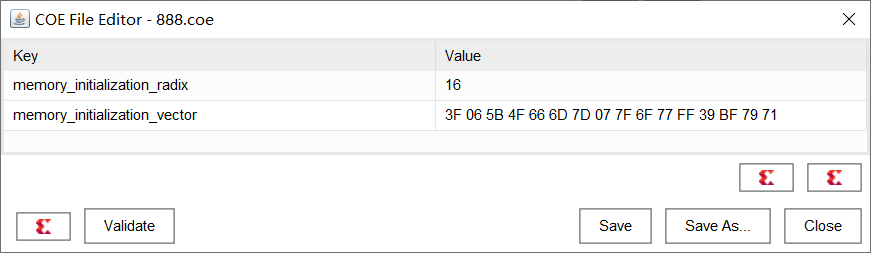 COE File Editor - 888.coe
Key Value
memory_initialization_radix 16
memory_initialization_vector 3F 06 5B 4F 66 6D 7D 07 7F 6F 77 FF 39 BF 79 71
Validate Save Save As... Close